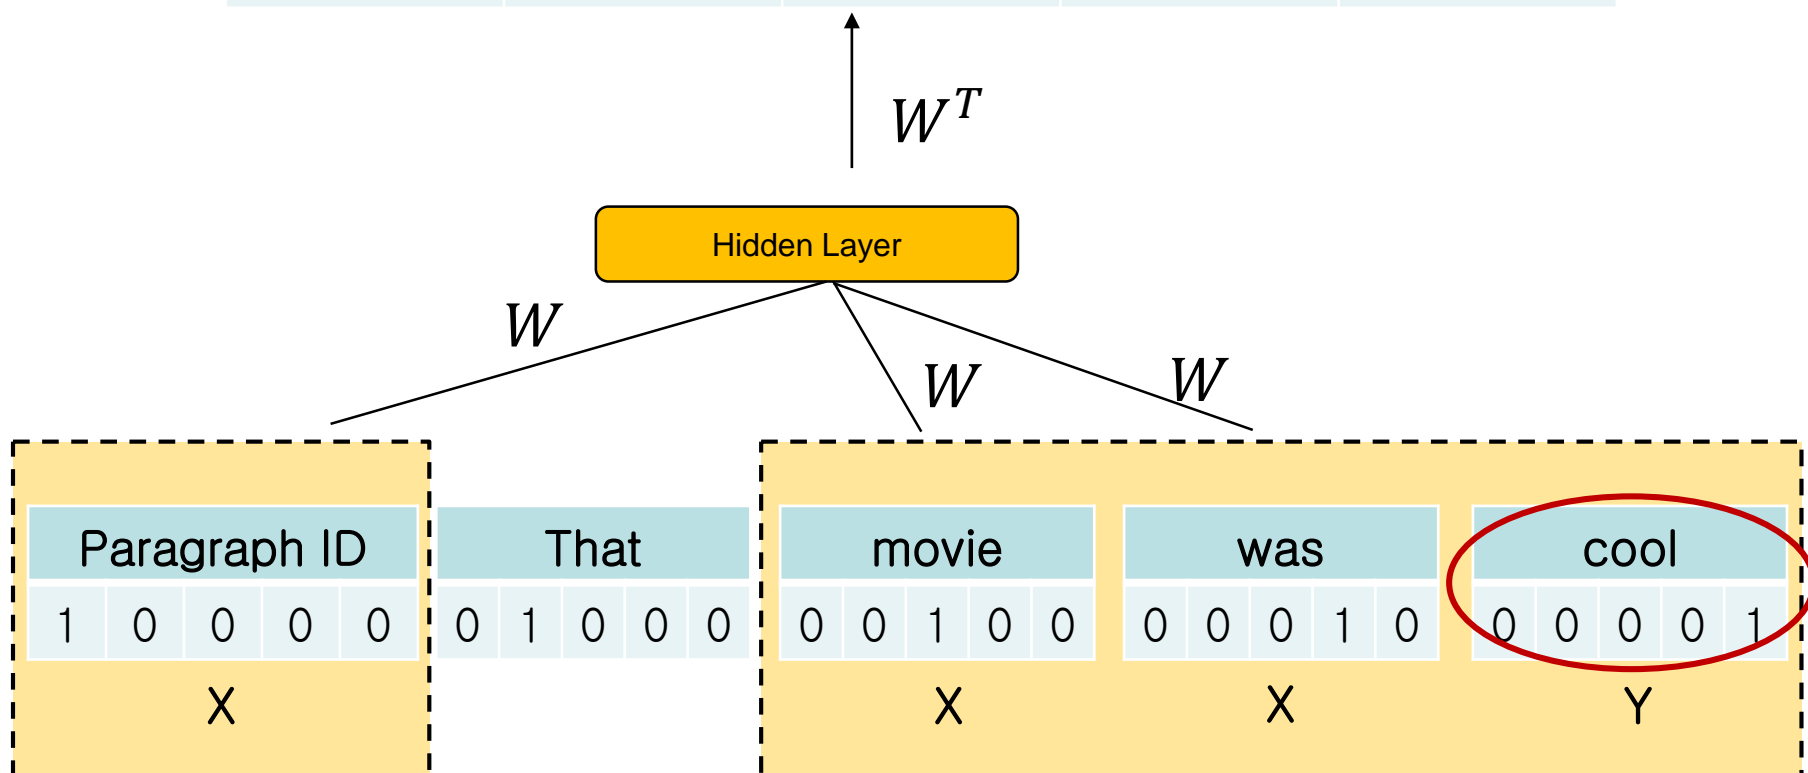 W^T
Hidden Layer
W
W
W
Paragraph ID That movie was cool
1 0 0 0 0 0 1 0 0 0 0 0 1 0 0 0 0 0 1 0 0 0 0 0 1
X X X Y